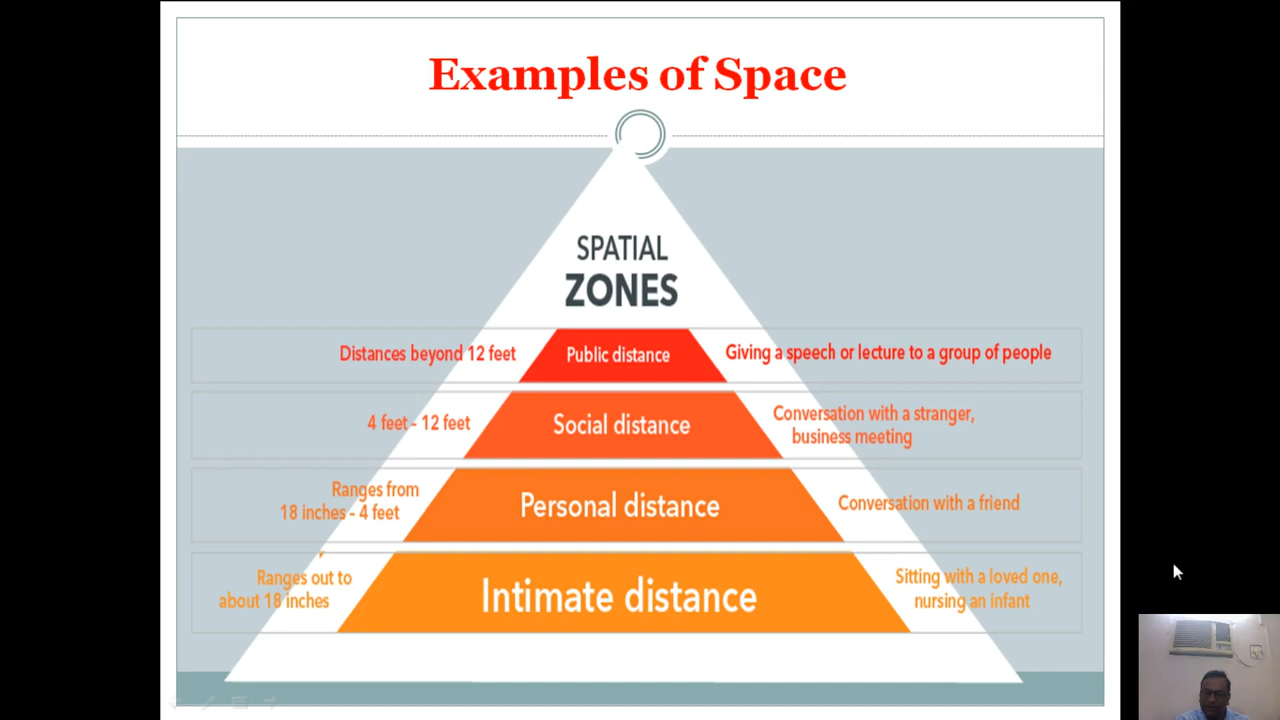 Examples of Space
SPATIAL
ZONES
Distances beyond 12 feet
Public distance
Giving a speech or lecture to a group of people
4 feet - 12 feet
Social distance
Conversation with a stranger,
business meeting
Ranges from
18 inches - 4 feet
Personal distance
Conversation with a friend
Ranges out to
about 18 inches
Intimate distance
Sitting with a loved one,
nursing an infant